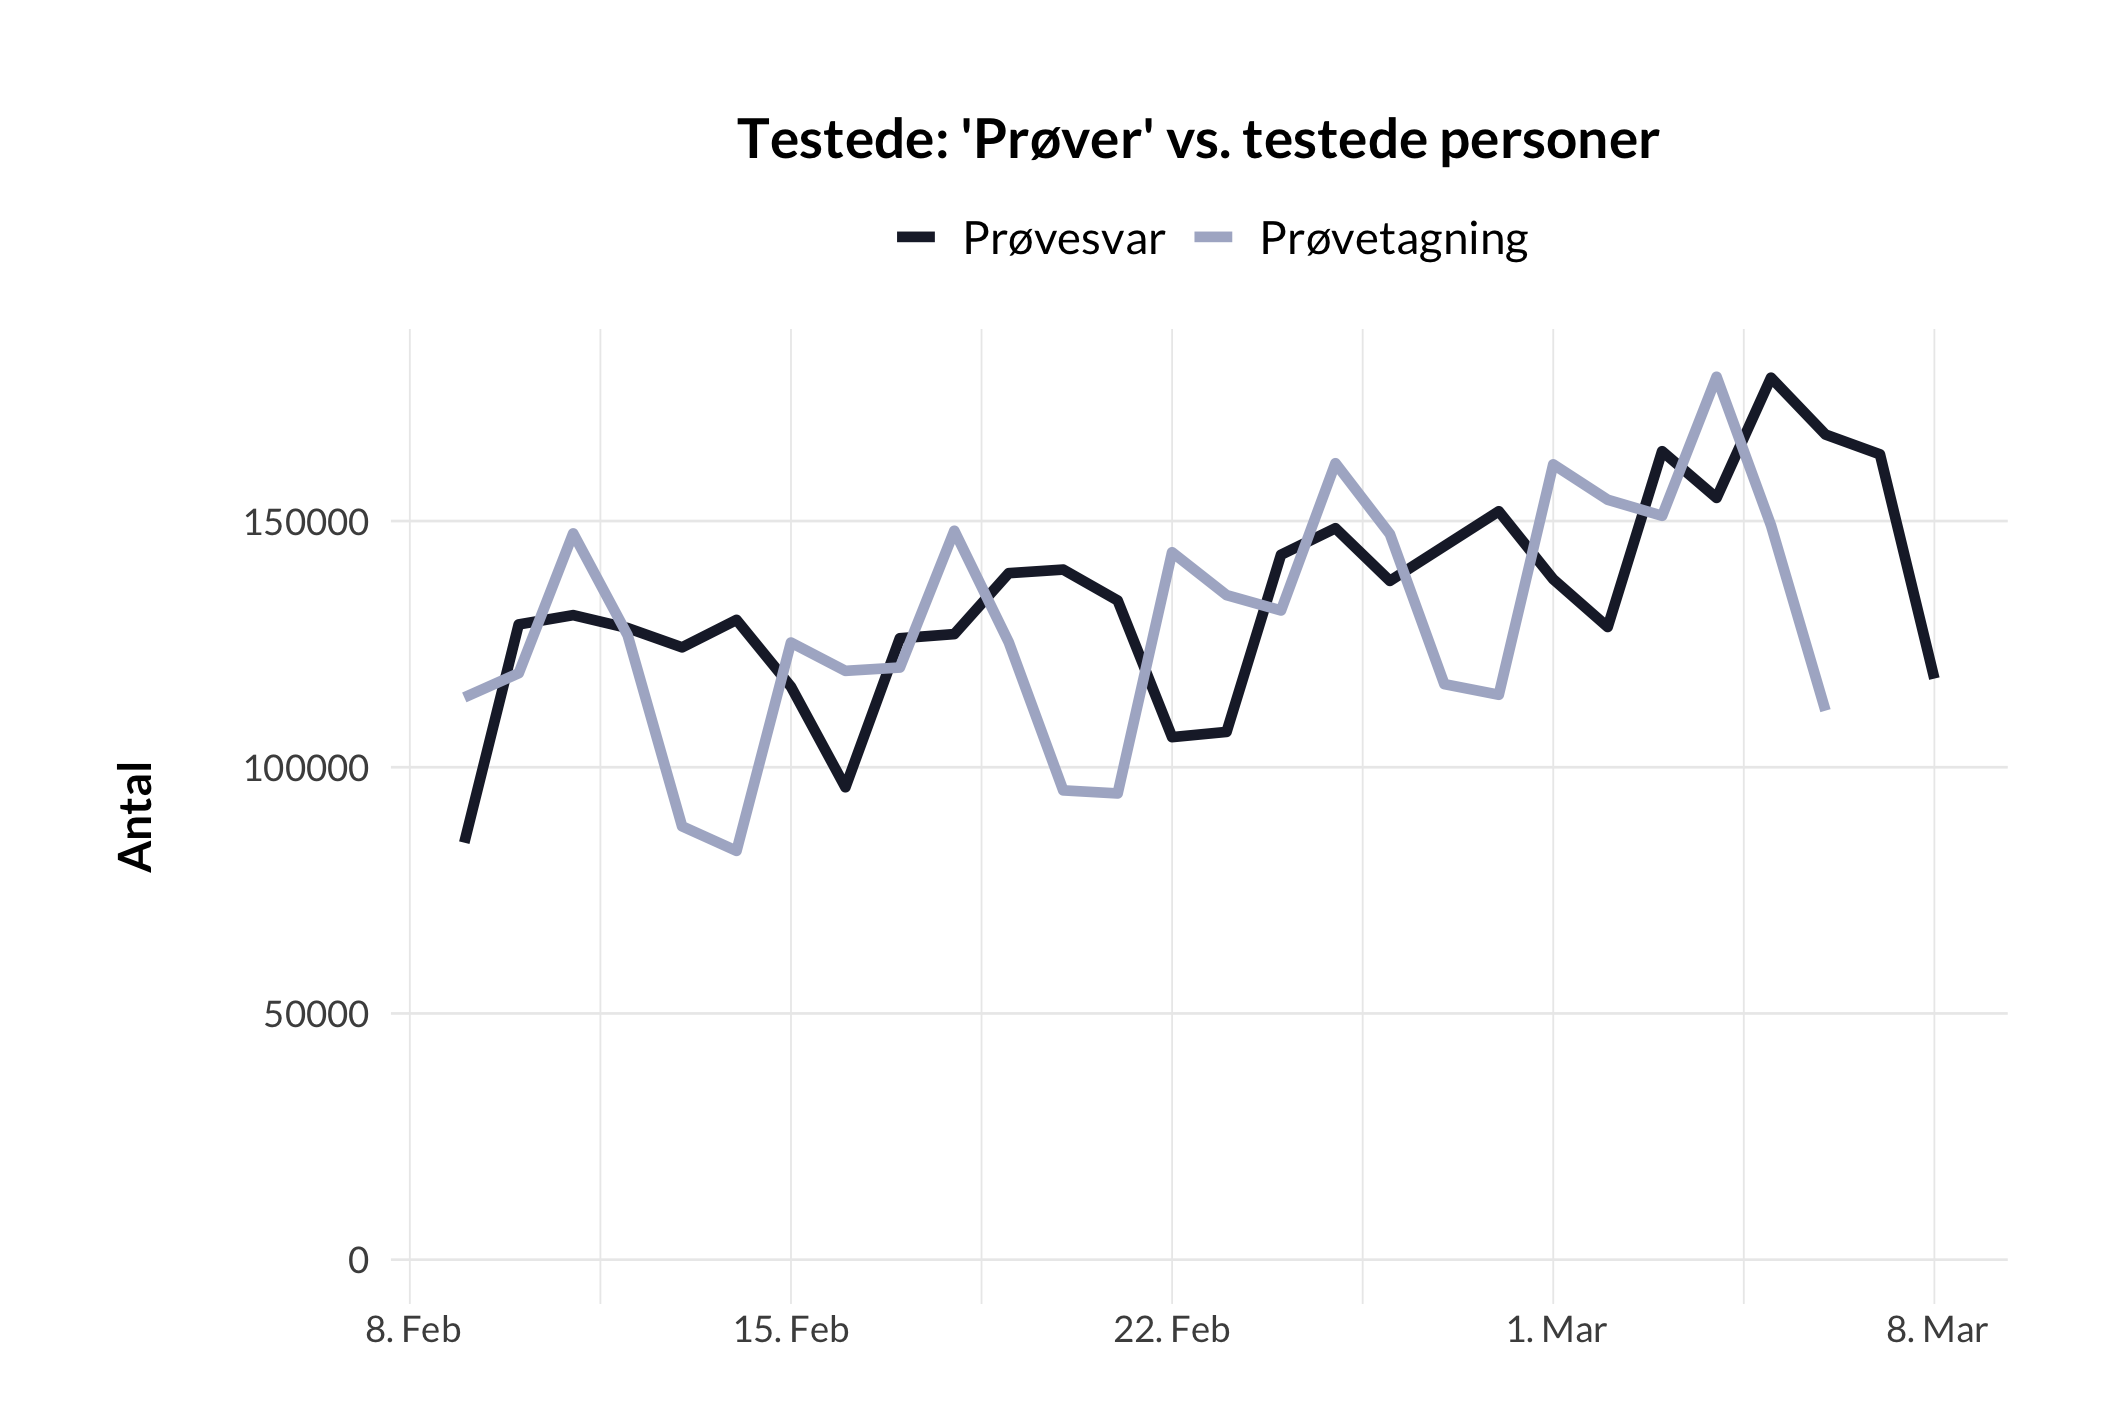 Testede: 'Prøver' vs. testede personer
Prøvesvar Prøvetagning
Antal
150000
100000
50000
0
8. Feb 15. Feb 22. Feb 1. Mar 8. Mar